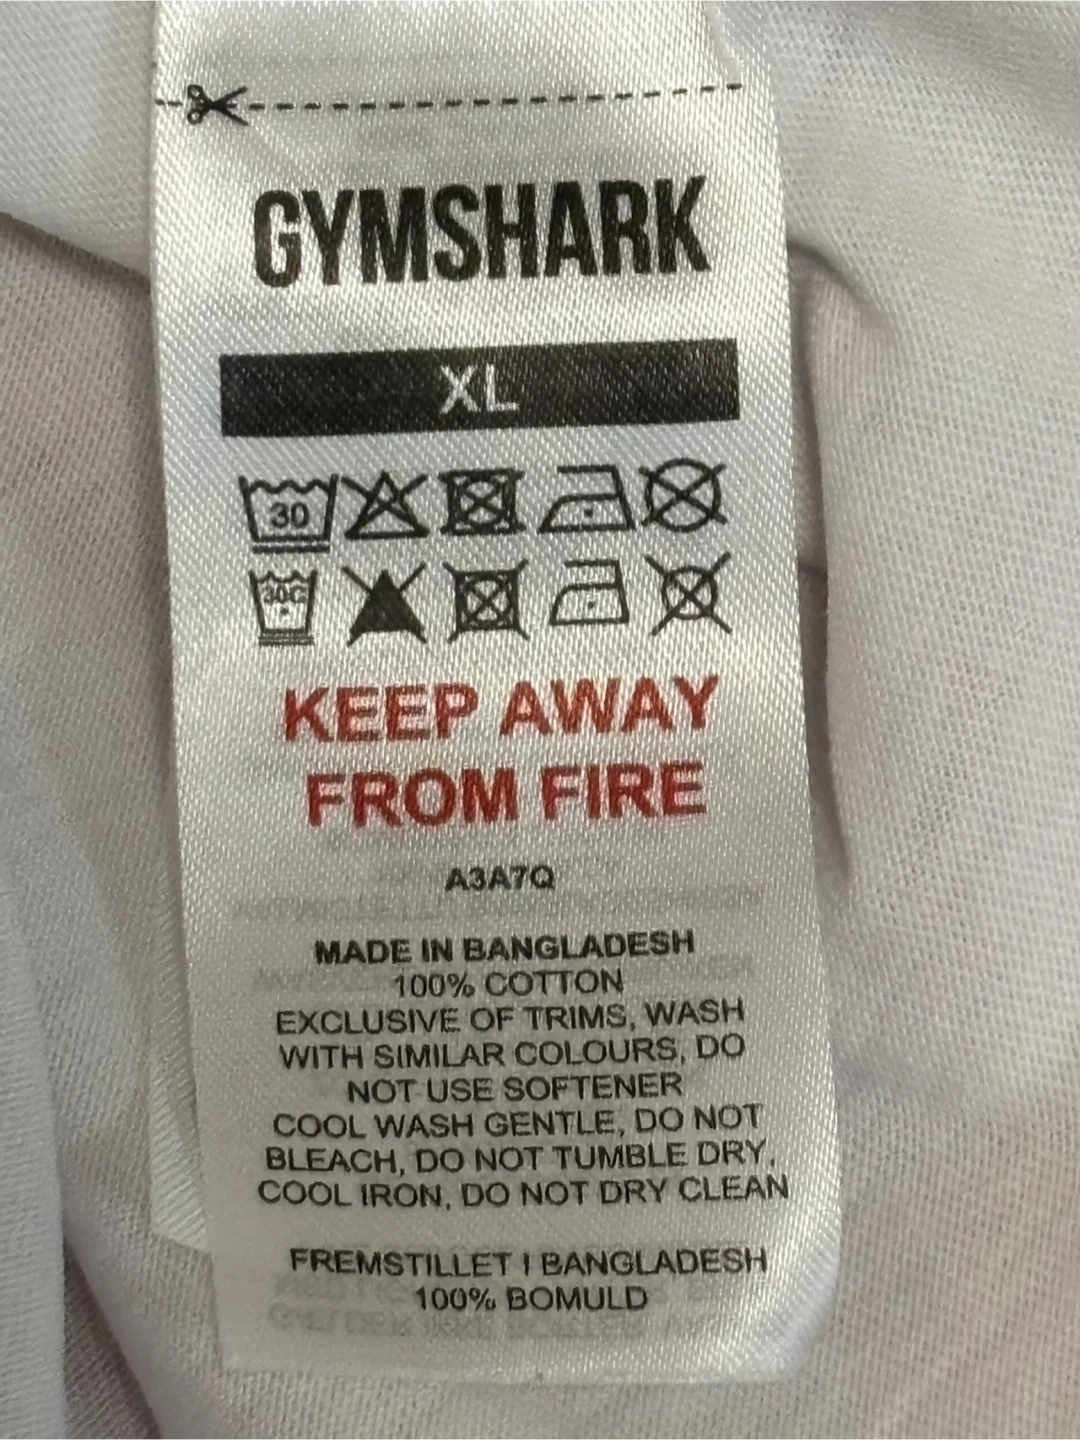 GYMSHARK
XL
30
30C
KEEP AWAY
FROM FIRE
A3A7Q
MADE IN BANGLADESH
100% COTTON
EXCLUSIVE OF TRIMS, WASH
WITH SIMILAR COLOURS, DO
NOT USE SOFTENER
COOL WASH GENTLE, DO NOT
BLEACH, DO NOT TUMBLE DRY,
COOL IRON, DO NOT DRY CLEAN
FREMSTILLET I BANGLADESH
100% BOMULD